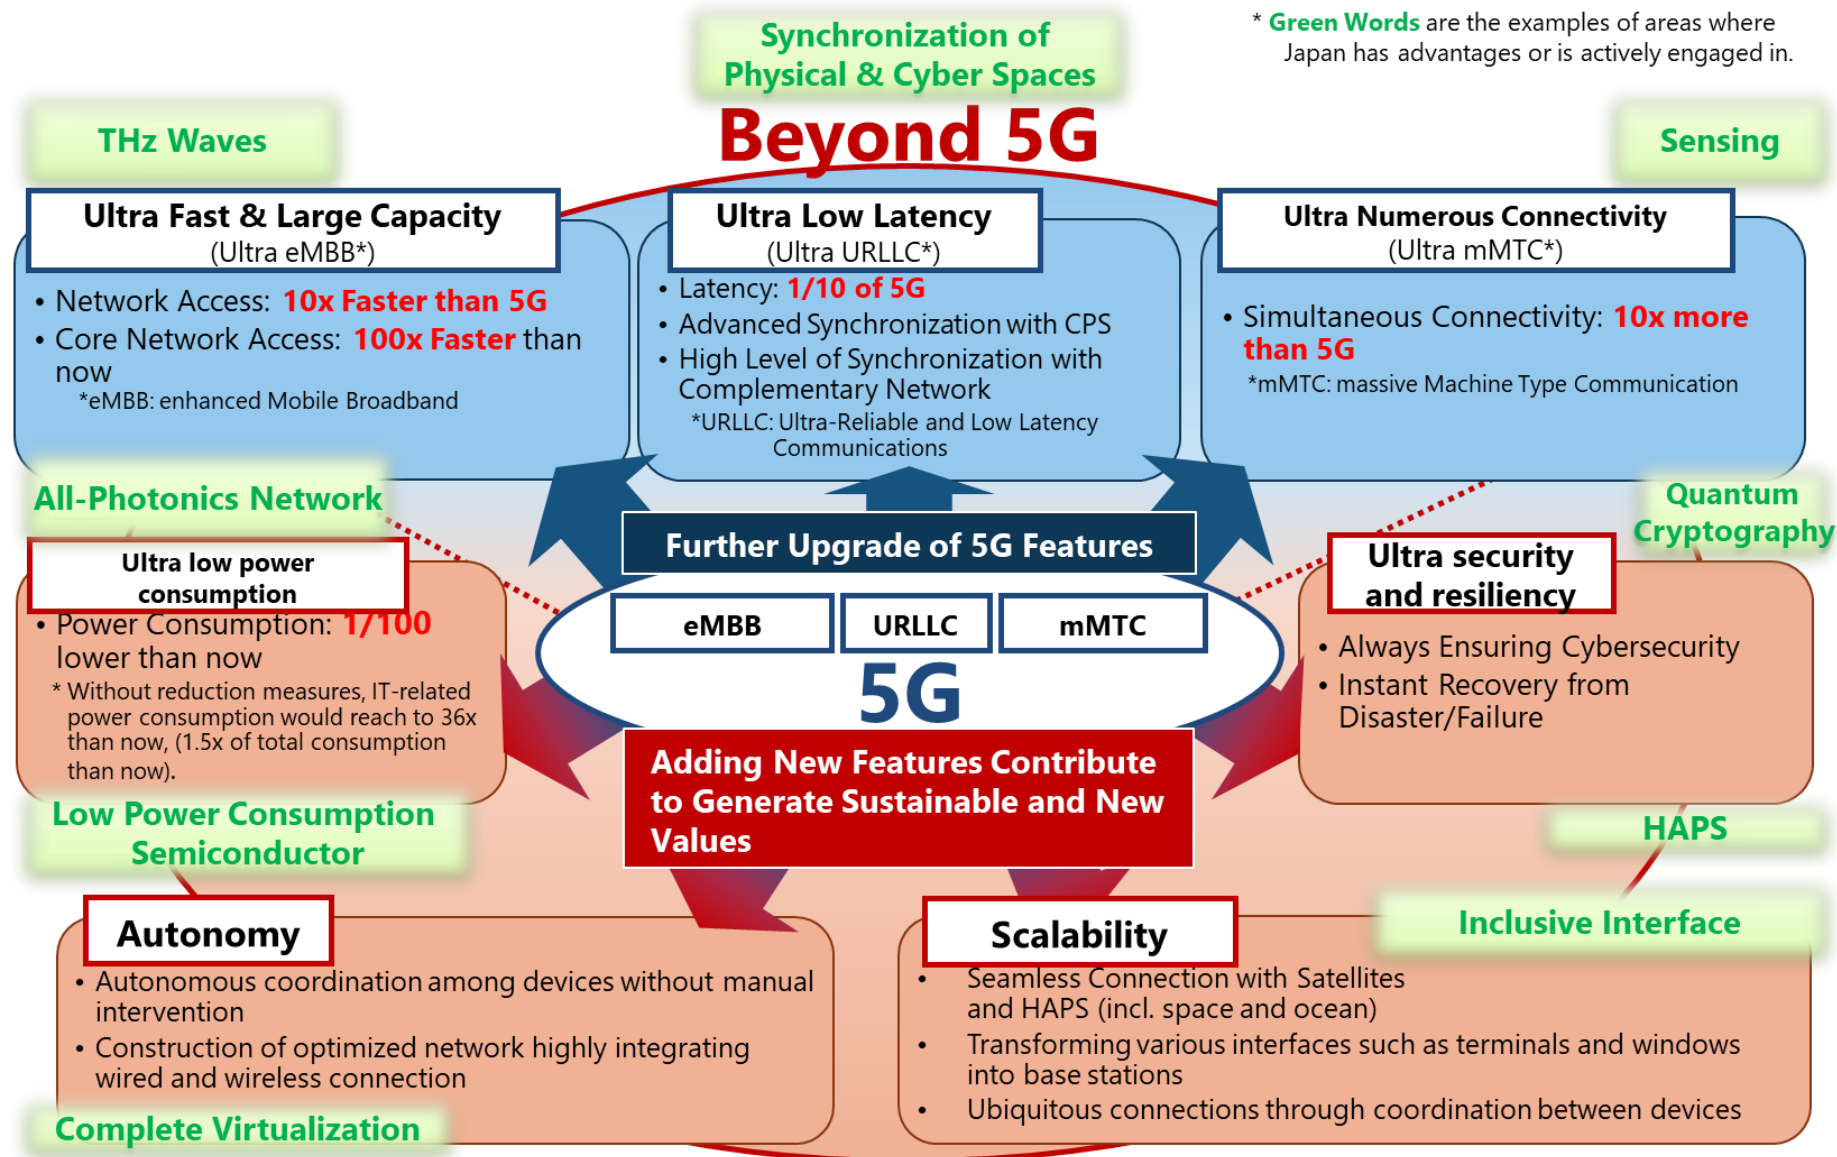 Synchronization of
Physical & Cyber Spaces
* Green Words are the examples of areas where
Japan has advantages or is actively engaged in.
Beyond 5G
THz Waves
Sensing
Ultra Fast & Large Capacity
(Ultra eMBB*)
• Network Access: 10x Faster than 5G
• Core Network Access: 100x Faster than
now
*eMBB: enhanced Mobile Broadband
Ultra Low Latency
(Ultra URLLC*)
• Latency: 1/10 of 5G
• Advanced Synchronization with CPS
• High Level of Synchronization with
Complementary Network
*URLLC: Ultra-Reliable and Low Latency
Communications
Ultra Numerous Connectivity
(Ultra mMTC*)
• Simultaneous Connectivity: 10x more
than 5G
*mMTC: massive Machine Type Communication
All-Photonics Network
Quantum
Cryptography
Further Upgrade of 5G Features
eMBB
URLLC
mMTC
5G
Adding New Features Contribute
to Generate Sustainable and New
Values
Ultra low power
consumption
• Power Consumption: 1/100
lower than now
* Without reduction measures, IT-related
power consumption would reach to 36x
than now, (1.5x of total consumption
than now).
Ultra security
and resiliency
• Always Ensuring Cybersecurity
• Instant Recovery from
Disaster/Failure
Low Power Consumption
Semiconductor
HAPS
Inclusive Interface
Autonomy
• Autonomous coordination among devices without manual
intervention
• Construction of optimized network highly integrating
wired and wireless connection
Complete Virtualization
Scalability
• Seamless Connection with Satellites
and HAPS (incl. space and ocean)
• Transforming various interfaces such as terminals and windows
into base stations
• Ubiquitous connections through coordination between devices